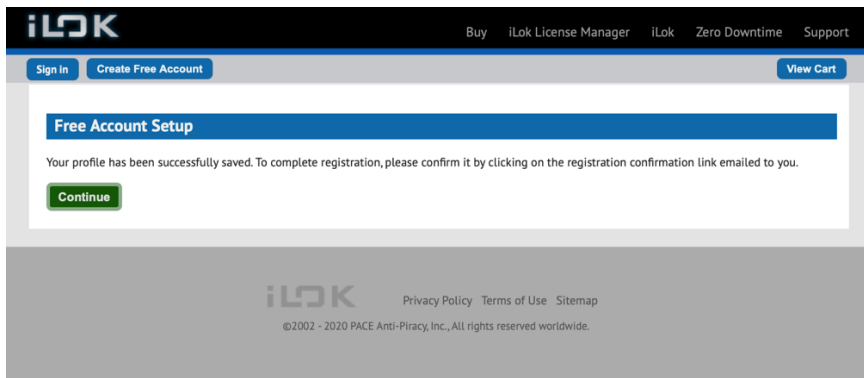 iLOK
Buy iLok License Manager iLok Zero Downtime Support
Sign in Create Free Account View Cart
Free Account Setup
Your profile has been successfully saved. To complete registration, please confirm it by clicking on the registration confirmation link emailed to you.
Continue
iLOK Privacy Policy Terms of Use Sitemap
©2002 - 2020 PACE Anti-Piracy, Inc., All rights reserved worldwide.